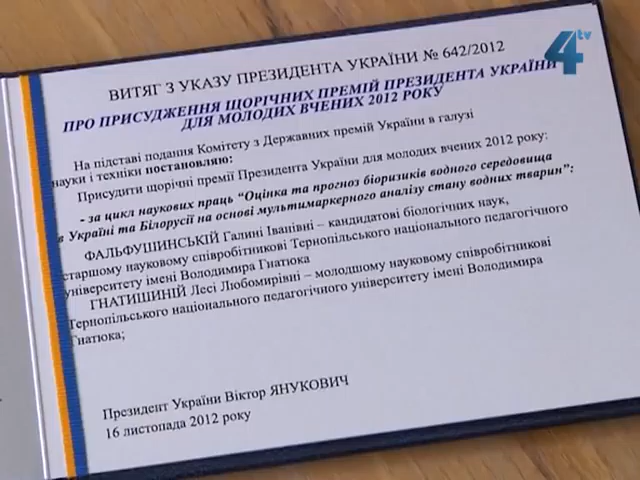 ВИТЯГ З УКАЗУ ПРЕЗИДЕНТА УКРАЇНИ № 642/2012
ПРО ПРИСУДЖЕННЯ ЩОРІЧНИХ ПРЕМІЙ ПРЕЗИДЕНТА УКРАЇНИ
ДЛЯ МОЛОДИХ ВЧЕНИХ 2012 РОКУ
На підставі подання Комітету з Державних премій України в галузі
науки і техніки постановляю:
Присудити щорічні премії Президента України для молодих вчених 2012 року:
- за цикл наукових праць “Оцінка та прогноз біоризиків водного середовища
в Україні та Білорусії на основі мультимаркерного аналізу стану водних тварин”:
ФАЛЬФУШИНСЬКІЙ Галині Іванівні – кандидатові біологічних наук,
старшому науковому співробітникові Тернопільського національного педагогічного
університету імені Володимира Гнатюка
ГНАТИШИНІЙ Лесі Любомирівні – молодшому науковому співробітникові
Тернопільського національного педагогічного університету імені Володимира
Гнатюка;
Президент України Віктор ЯНУКОВИЧ
16 листопада 2012 року
4 tv